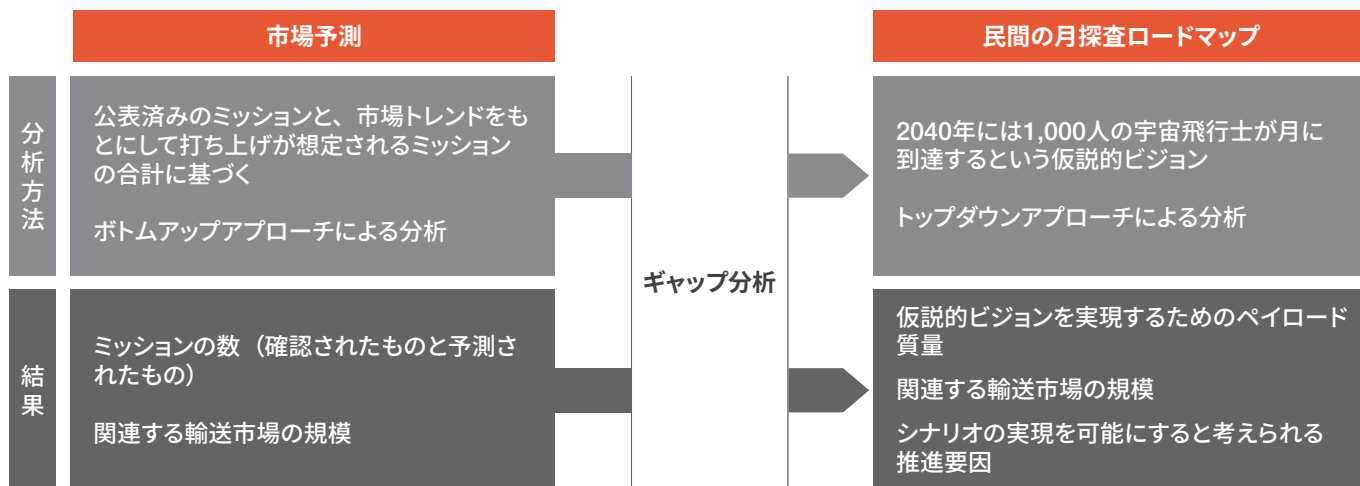 市場予測
民間の月探査ロードマップ
分析方法
公表済みのミッションと、市場トレンドをも
とにして打ち上げが想定されるミッション
の合計に基づく
ボトムアップアプローチによる分析
2040年には1,000人の宇宙飛行士が月に
到達するという仮説的ビジョン
トップダウンアプローチによる分析
ギャップ分析
結果
ミッションの数（確認されたものと予測さ
れたもの）
関連する輸送市場の規模
仮説的ビジョンを実現するためのペイロード
質量
関連する輸送市場の規模
シナリオの実現を可能にすると考えられる
推進要因